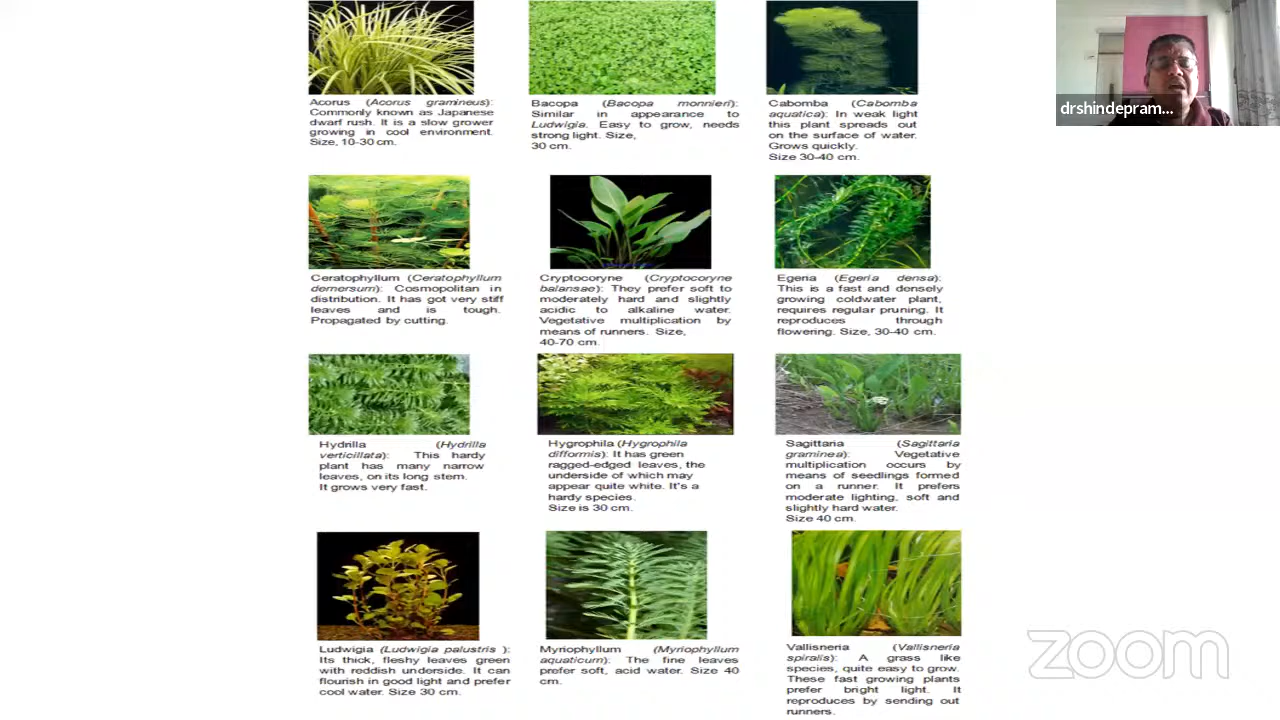 Acorus (Acorus gramineus):
Commonly known as Japanese
dwarf rush. It is a slow grower
growing in cool environment.
Size, 10-30 cm.
Bacopa (Bacopa monnieri):
Similar in appearance to
Ludwigia. Easy to grow, needs
strong light. Size,
30 cm.
Cabomba (Cabomba
aquatica): In weak light
this plant spreads out
on the surface of water.
Grows quickly.
Size 30-40 cm.
drshindepram...
Ceratophyllum (Ceratophyllum
demersum): Cosmopolitan in
distribution. It has got very stiff
leaves and is tough.
Propagated by cutting.
Cryptocoryne (Cryptocoryne
balansae): They prefer soft to
moderately hard and slightly
acidic to alkaline water.
Vegetative multiplication by
means of runners. Size,
40-70 cm.
Egeria (Egeria densa):
This is a fast and densely
growing coldwater plant,
requires regular pruning. It
reproduces through
flowering. Size, 30-40 cm.
Hydrilla (Hydrilla
verticillata): This hardy
plant has many narrow
leaves, on its long stem.
It grows very fast.
Hygrophila (Hygrophila
difformis): It has green
ragged-edged leaves, the
underside of which may
appear quite white. It's a
hardy species.
Size is 30 cm.
Sagittaria (Sagittaria
graminea): Vegetative
multiplication occurs by
means of seedlings formed
on a runner. It prefers
moderate lighting, soft and
slightly hard water.
Size 40 cm.
Ludwigia (Ludwigia palustris ):
Its thick, fleshy leaves green
with reddish underside. It can
flourish in good light and prefer
cool water. Size 30 cm.
Myriophyllum (Myriophyllum
aquaticum): The fine leaves
prefer soft, acid water. Size 40
cm.
Vallisneria (Vallisneria
spiralis): A grass like
species, quite easy to grow.
These fast growing plants
prefer bright light. It
reproduces by sending out
runners.
zoom